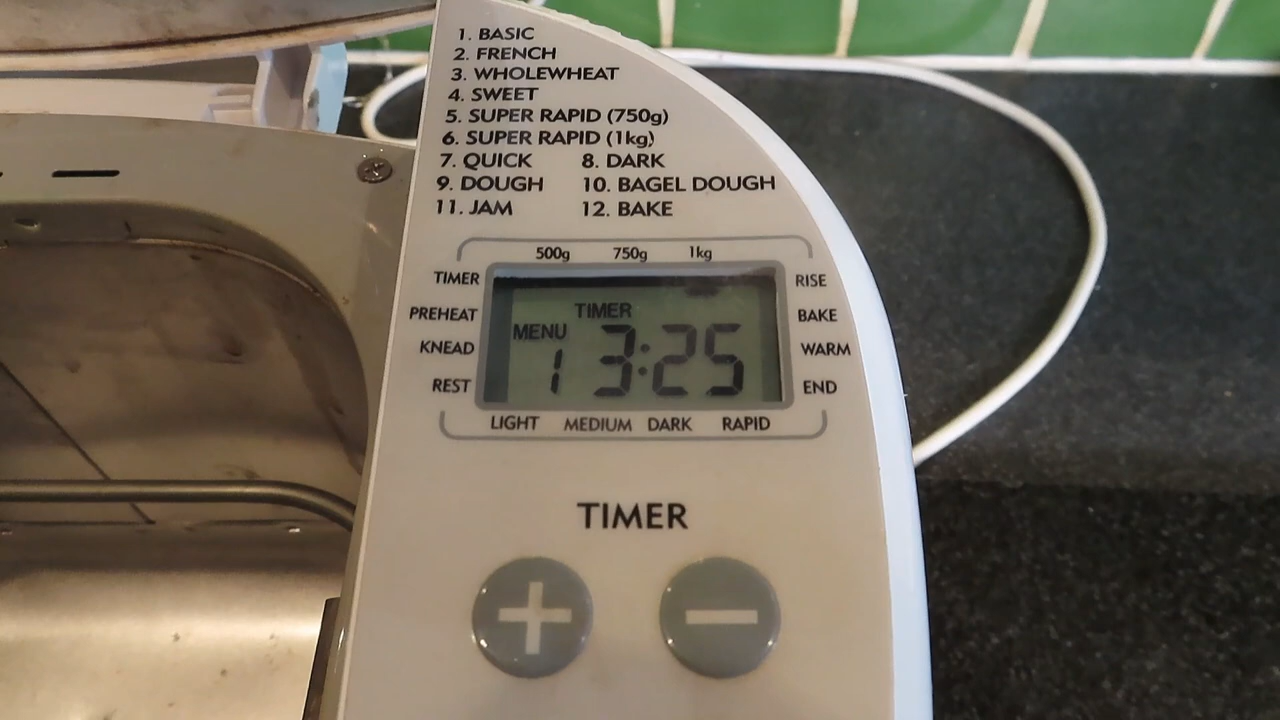 1. BASIC
2. FRENCH
3. WHOLEWHEAT
4. SWEET
5. SUPER RAPID (750g)
6. SUPER RAPID (1kg)
7. QUICK 8. DARK
9. DOUGH 10. BAGEL DOUGH
11. JAM 12. BAKE
500g 750g 1kg
TIMER RISE
PREHEAT TIMER BAKE
MENU
KNEAD 1 3:25 WARM
REST END
LIGHT MEDIUM DARK RAPID
TIMER
+ −